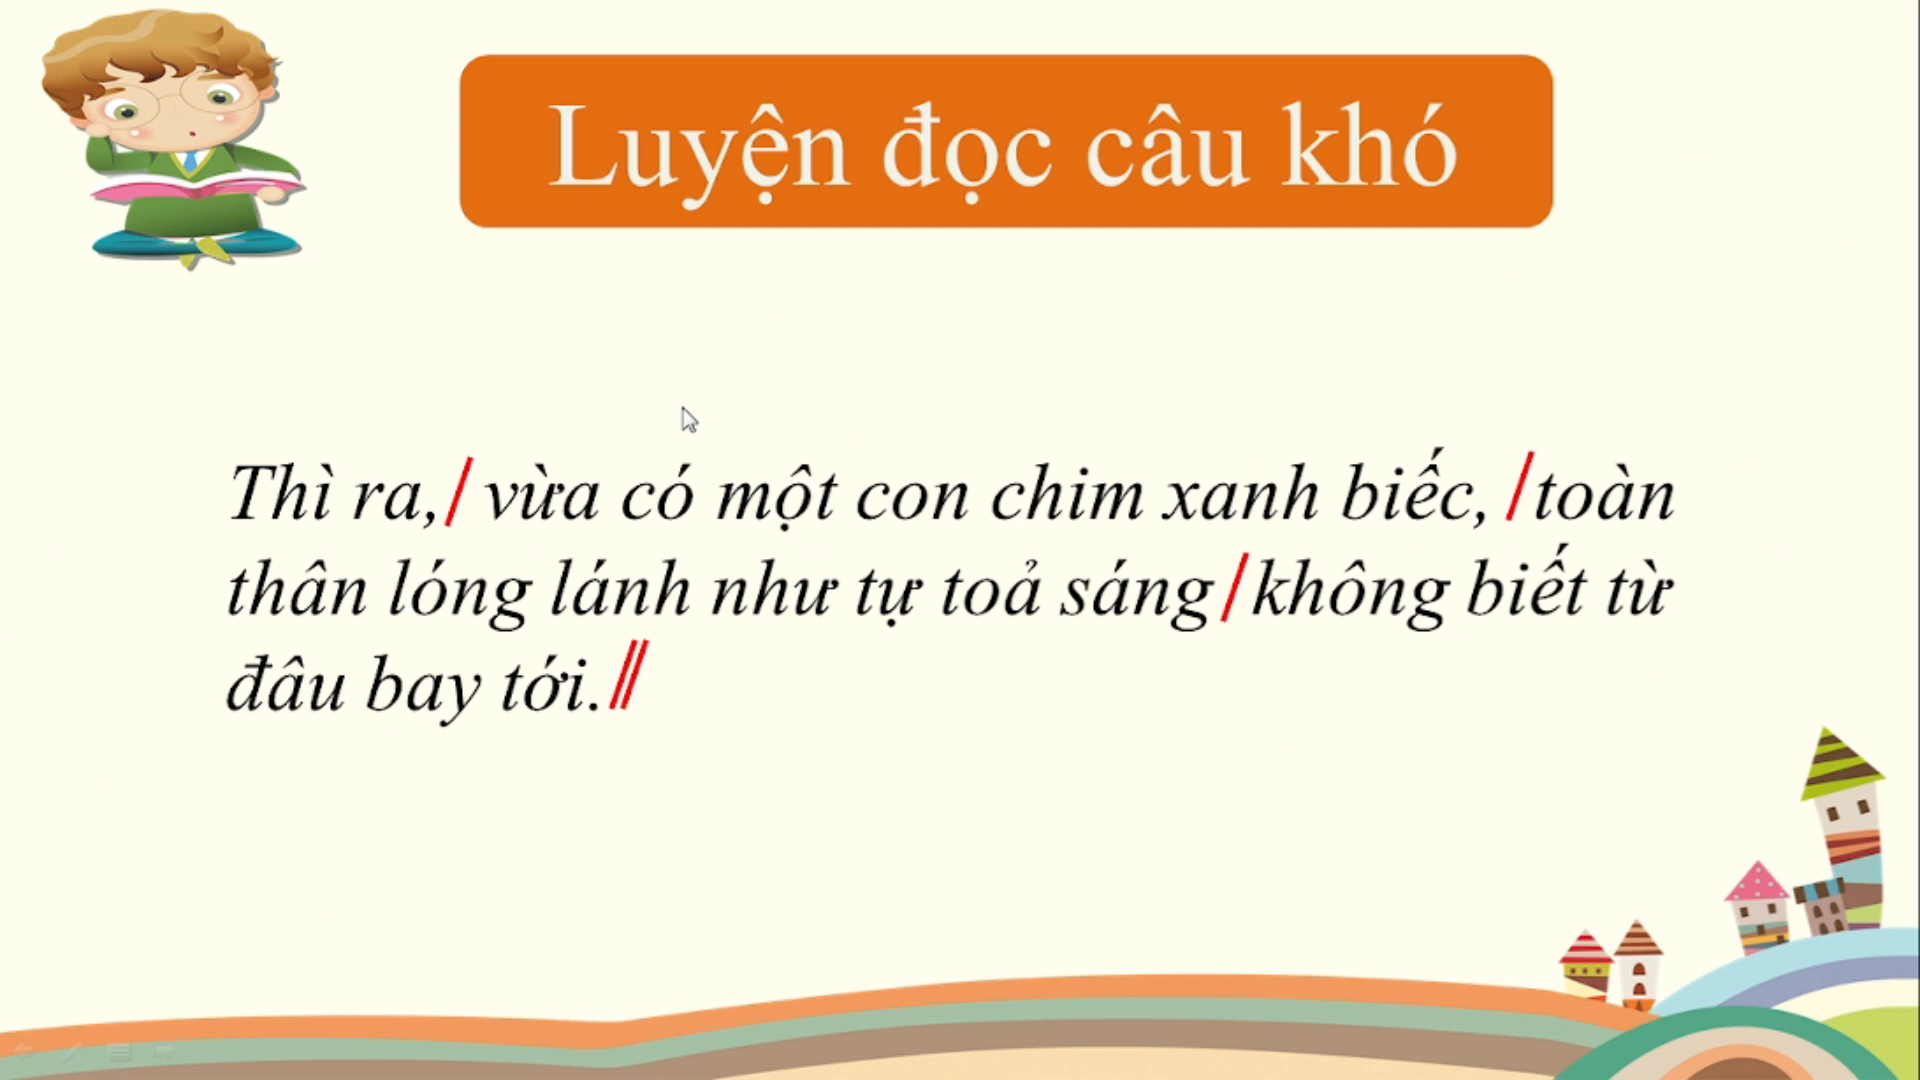 Luyện đọc câu khó
Thì ra,/ vừa có một con chim xanh biếc, /toàn
thân lóng lánh như tự toả sáng/không biết từ
đâu bay tới.//